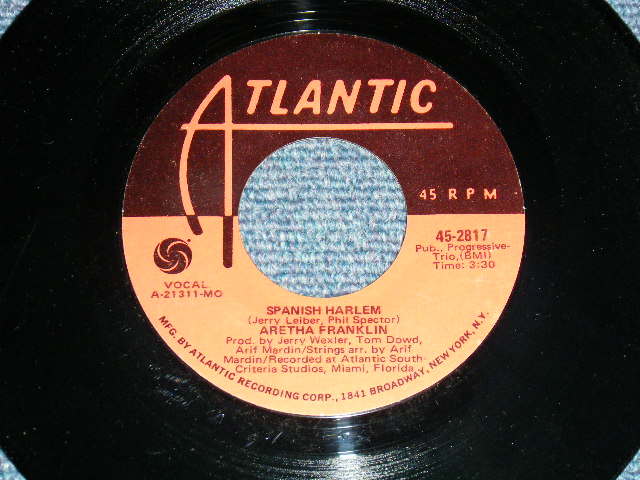 ATLANTIC
45 RPM
45-2817
Pub., Progressive-
Trio,(BMI)
Time: 3:30
VOCAL
A-21311-MO
SPANISH HARLEM
(Jerry Leiber, Phil Spector)
ARETHA FRANKLIN
Prod. by Jerry Wexler, Tom Dowd,
Arif Mardin/Strings arr. by Arif
Mardin/Recorded at Atlantic South-
Criteria Studios, Miami, Florida
MFG. BY ATLANTIC RECORDING CORP., 1841 BROADWAY, NEW YORK, N.Y.